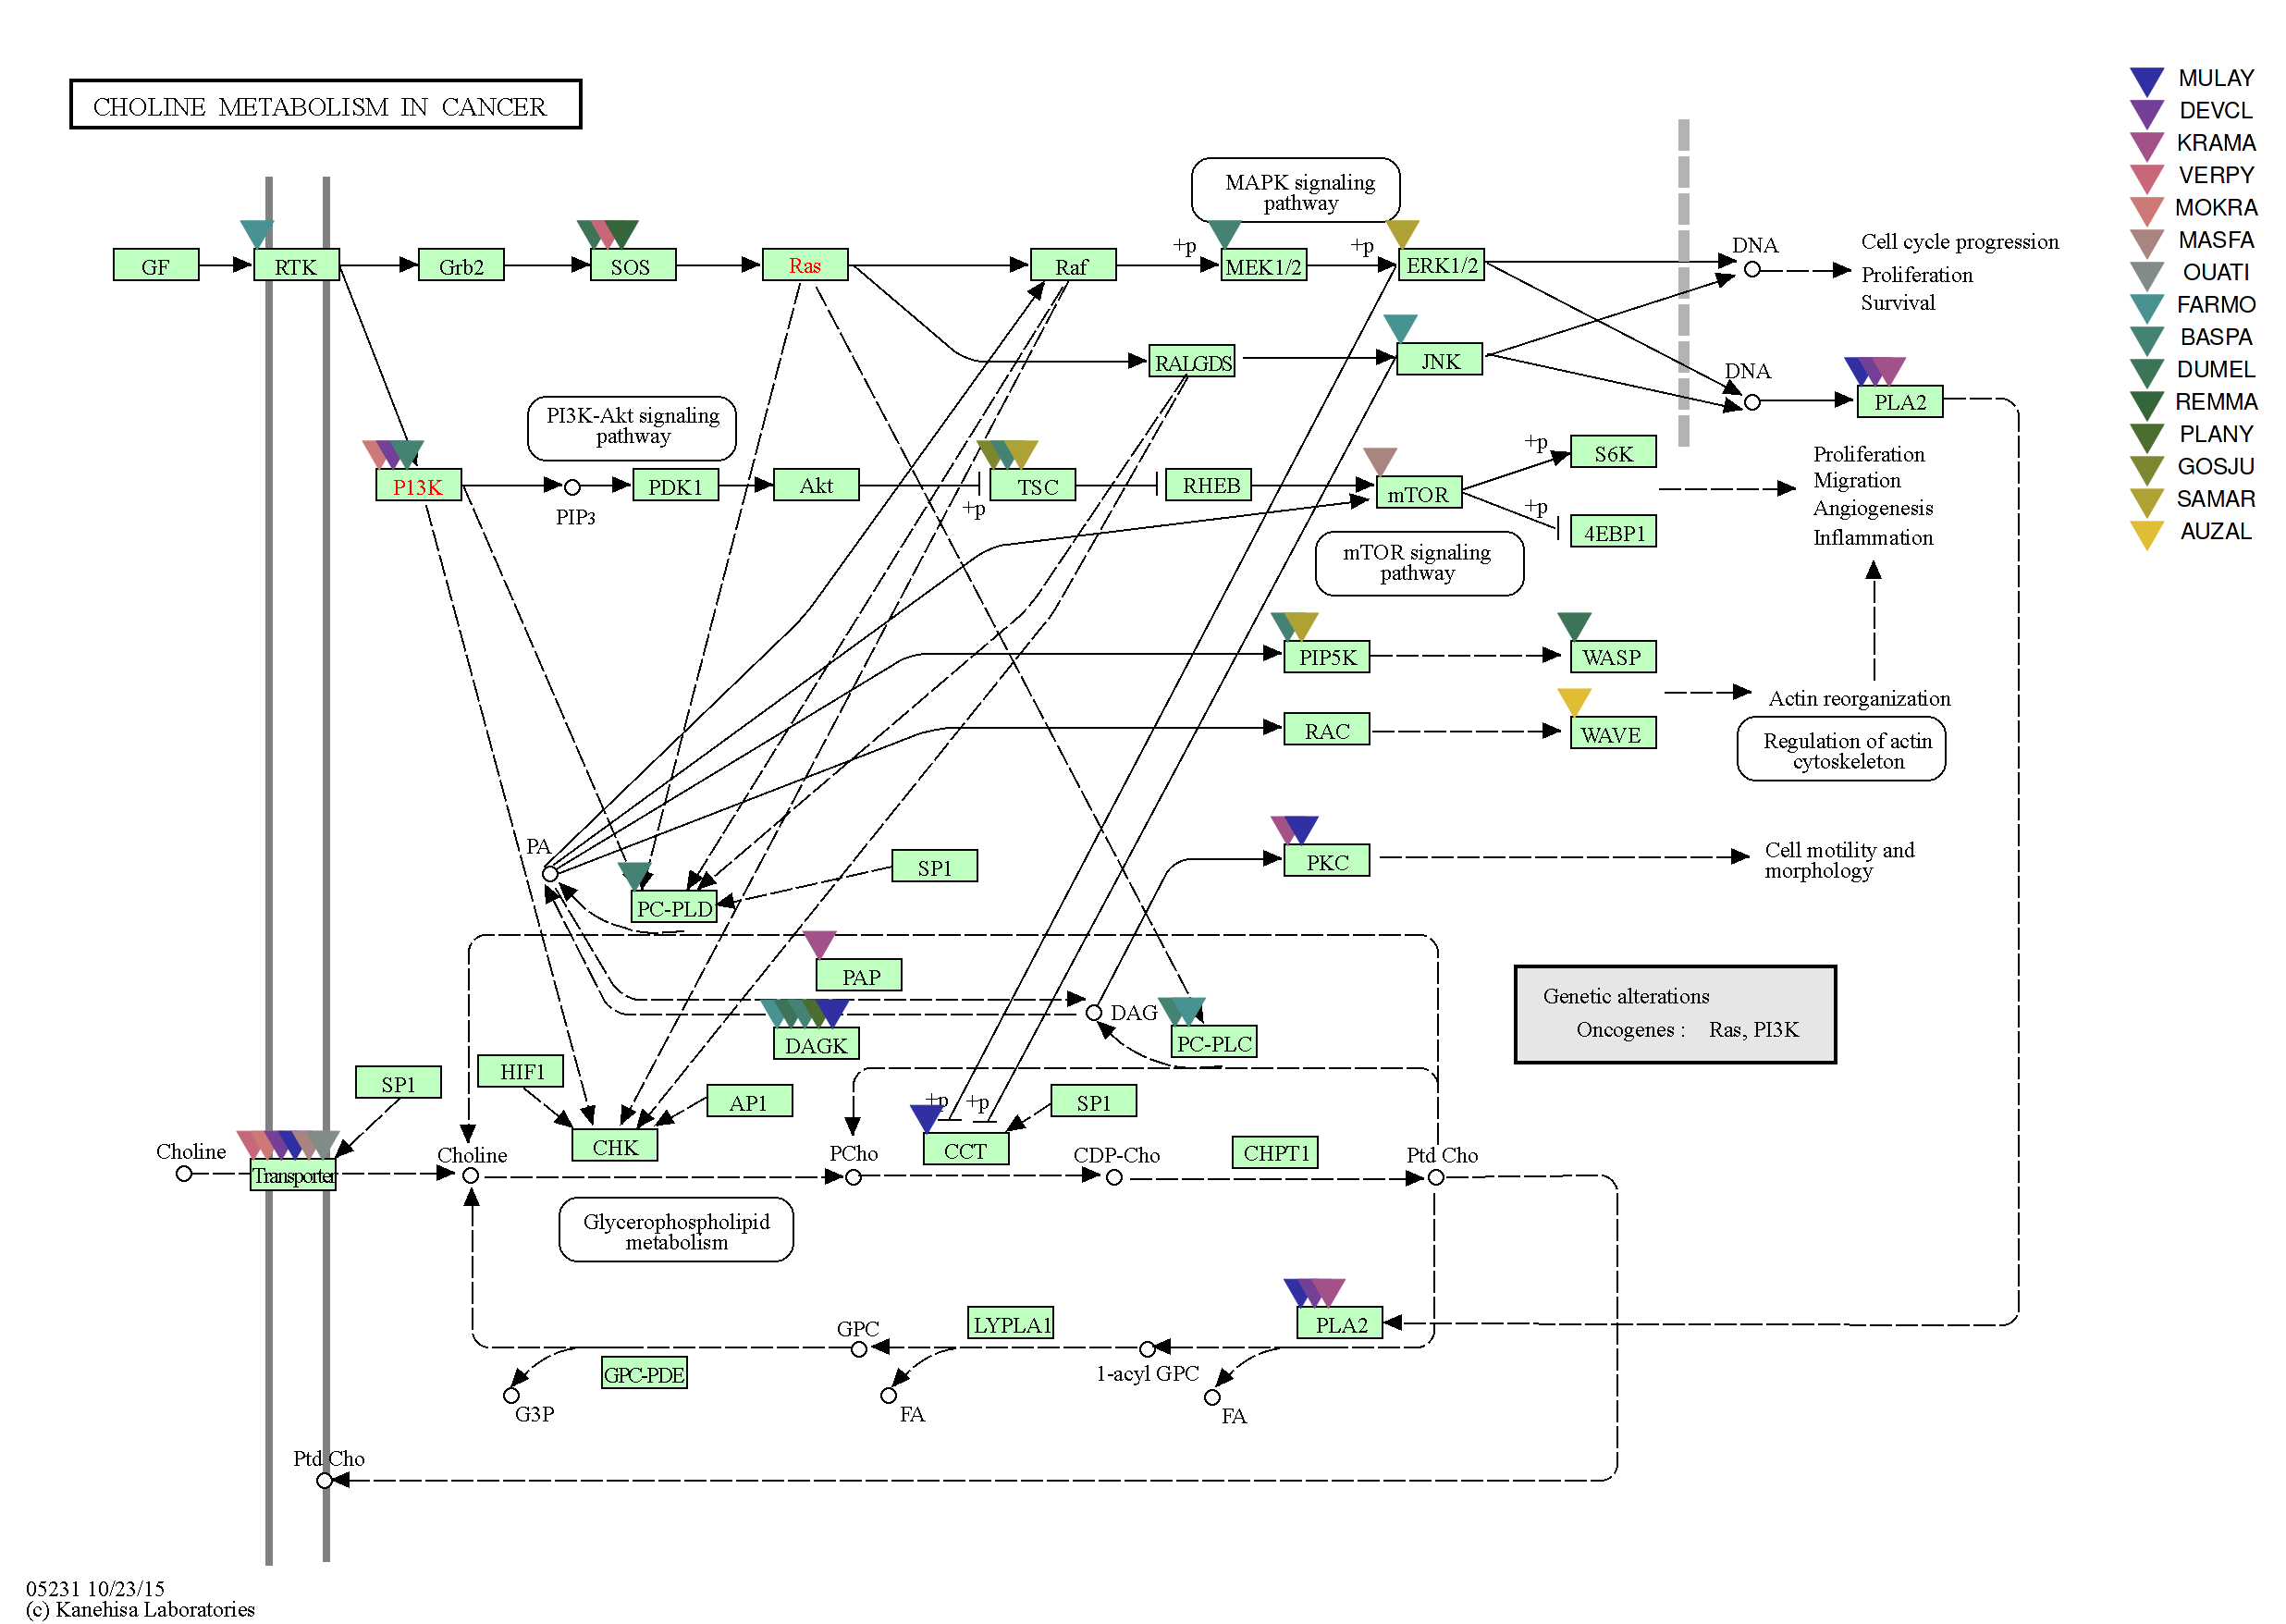 CHOLINE METABOLISM IN CANCER
MULAY
DEVCL
KRAMA
VERPY
MOKRA
MASFA
OUATI
FARMO
BASPA
DUMEL
REMMA
PLANY
GOSJU
SAMAR
AUZAL
MAPK signaling
pathway
GF
RTK
Grb2
SOS
Ras
Raf
+p
MEK1/2
+p
ERK1/2
DNA
Cell cycle progression
Proliferation
Survival
RALGDS
JNK
DNA
PLA2
PI3K-Akt signaling
pathway
P13K
PIP3
PDK1
Akt
+p
TSC
RHEB
mTOR
+p
S6K
+p
4EBP1
Proliferation
Migration
Angiogenesis
Inflammation
mTOR signaling
pathway
PIP5K
WASP
RAC
WAVE
Actin reorganization
Regulation of actin
cytoskeleton
PA
SP1
PKC
Cell motility and
morphology
PC-PLD
PAP
DAG
DAGK
PC-PLC
Genetic alterations
Oncogenes : Ras, PI3K
SP1
HIF1
AP1
+p
+p
SP1
Choline
Transporter
Choline
CHK
PCho
CCT
CDP-Cho
CHPT1
Ptd Cho
Glycerophospholipid
metabolism
GPC
LYPLA1
PLA2
GPC-PDE
1-acyl GPC
G3P
FA
FA
Ptd Cho
05231 10/23/15
(c) Kanehisa Laboratories